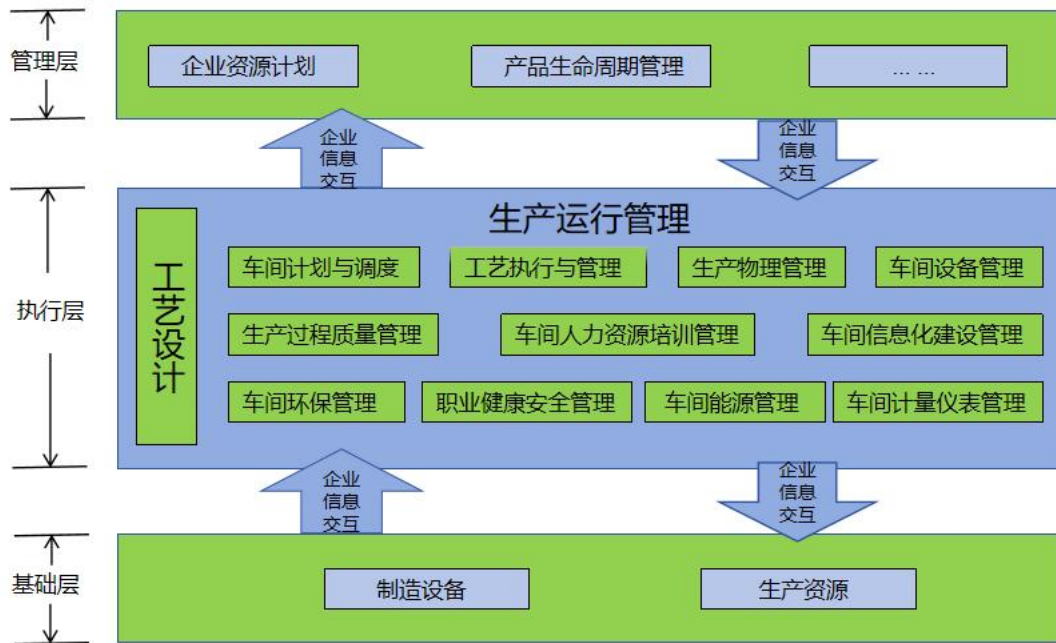 管理层
企业资源计划
产品生命周期管理
... ...
企业
信息
交互
企业
信息
交互
执行层
工艺设计
生产运行管理
车间计划与调度
工艺执行与管理
生产物理管理
车间设备管理
生产过程质量管理
车间人力资源培训管理
车间信息化建设管理
车间环保管理
职业健康安全管理
车间能源管理
车间计量仪表管理
企业
信息
交互
企业
信息
交互
基础层
制造设备
生产资源